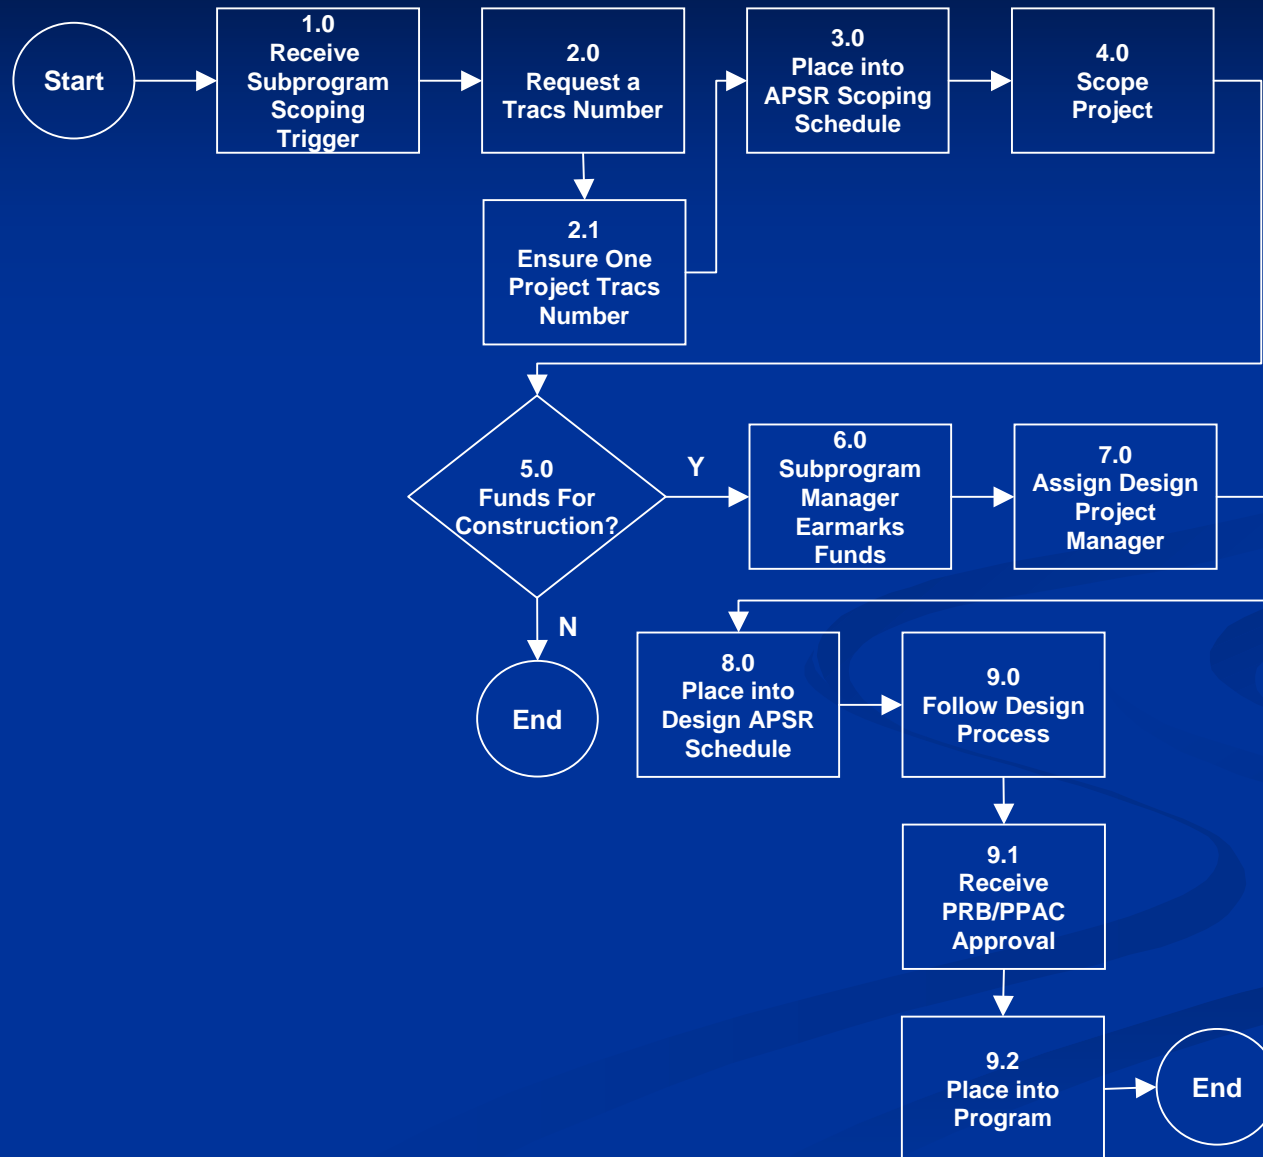 Start
1.0
Receive
Subprogram
Scoping
Trigger
2.0
Request a
Tracs Number
3.0
Place into
APSR Scoping
Schedule
4.0
Scope
Project
2.1
Ensure One
Project Tracs
Number
5.0
Funds For
Construction?
Y
6.0
Subprogram
Manager
Earmarks
Funds
7.0
Assign Design
Project
Manager
N
End
8.0
Place into
Design APSR
Schedule
9.0
Follow Design
Process
9.1
Receive
PRB/PPAC
Approval
9.2
Place into
Program
End